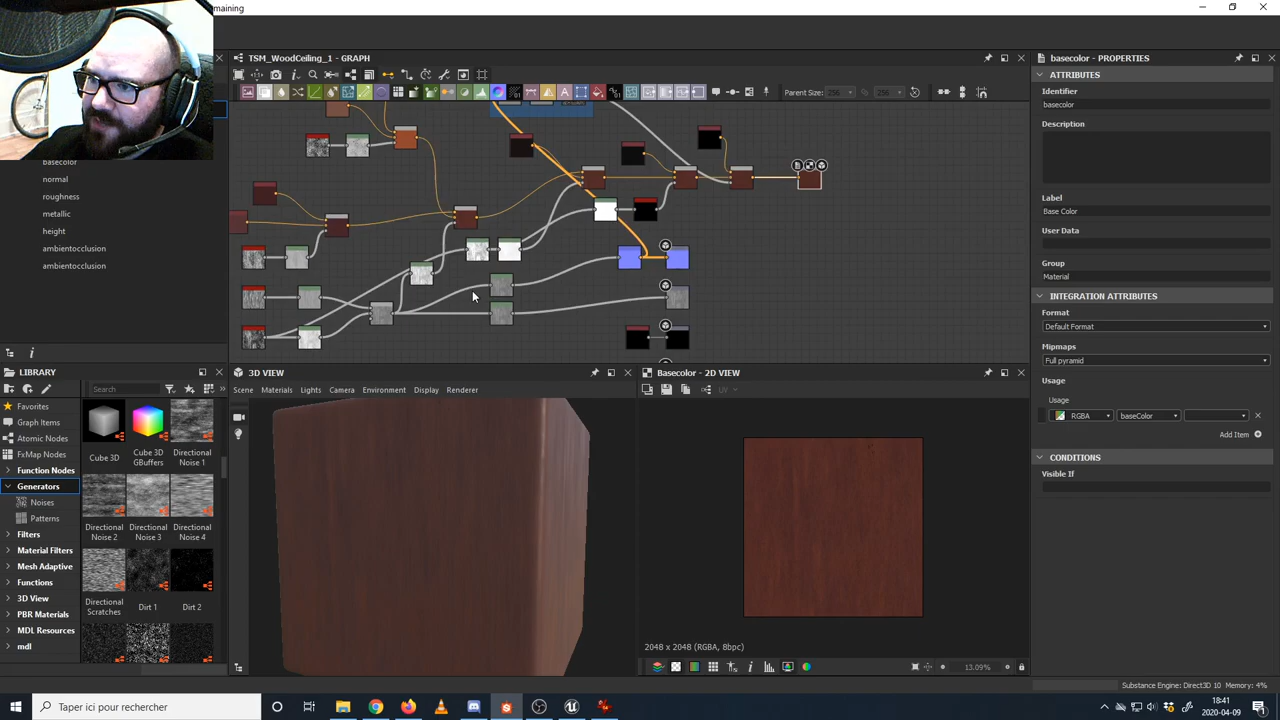 maining
TSM_WoodCeiling_1 - GRAPH
Parent Size: 256 256
basecolor
normal
roughness
metallic
height
ambientocclusion
ambientocclusion
LIBRARY
Search
Favorites
Graph Items
Atomic Nodes
FxMap Nodes
Function Nodes
Generators
Noises
Patterns
Filters
Material Filters
Mesh Adaptive
Functions
3D View
PBR Materials
MDL Resources
mdl
Cube 3D
Cube 3D GBuffers
Directional Noise 1
Directional Noise 2
Directional Noise 3
Directional Noise 4
Directional Scratches
Dirt 1
Dirt 2
3D VIEW
Scene Materials Lights Camera Environment Display Renderer
Basecolor - 2D VIEW
UV
2048 x 2048 (RGBA, 8bpc)
13.09%
basecolor - PROPERTIES
ATTRIBUTES
Identifier
basecolor
Description
Label
Base Color
User Data
Group
Material
INTEGRATION ATTRIBUTES
Format
Default Format
Mipmaps
Full pyramid
Usage
Usage
RGBA baseColor
Add Item
CONDITIONS
Visible If
Substance Engine: Direct3D 10 Memory: 4%
Taper ici pour rechercher
18:41
2020-04-09